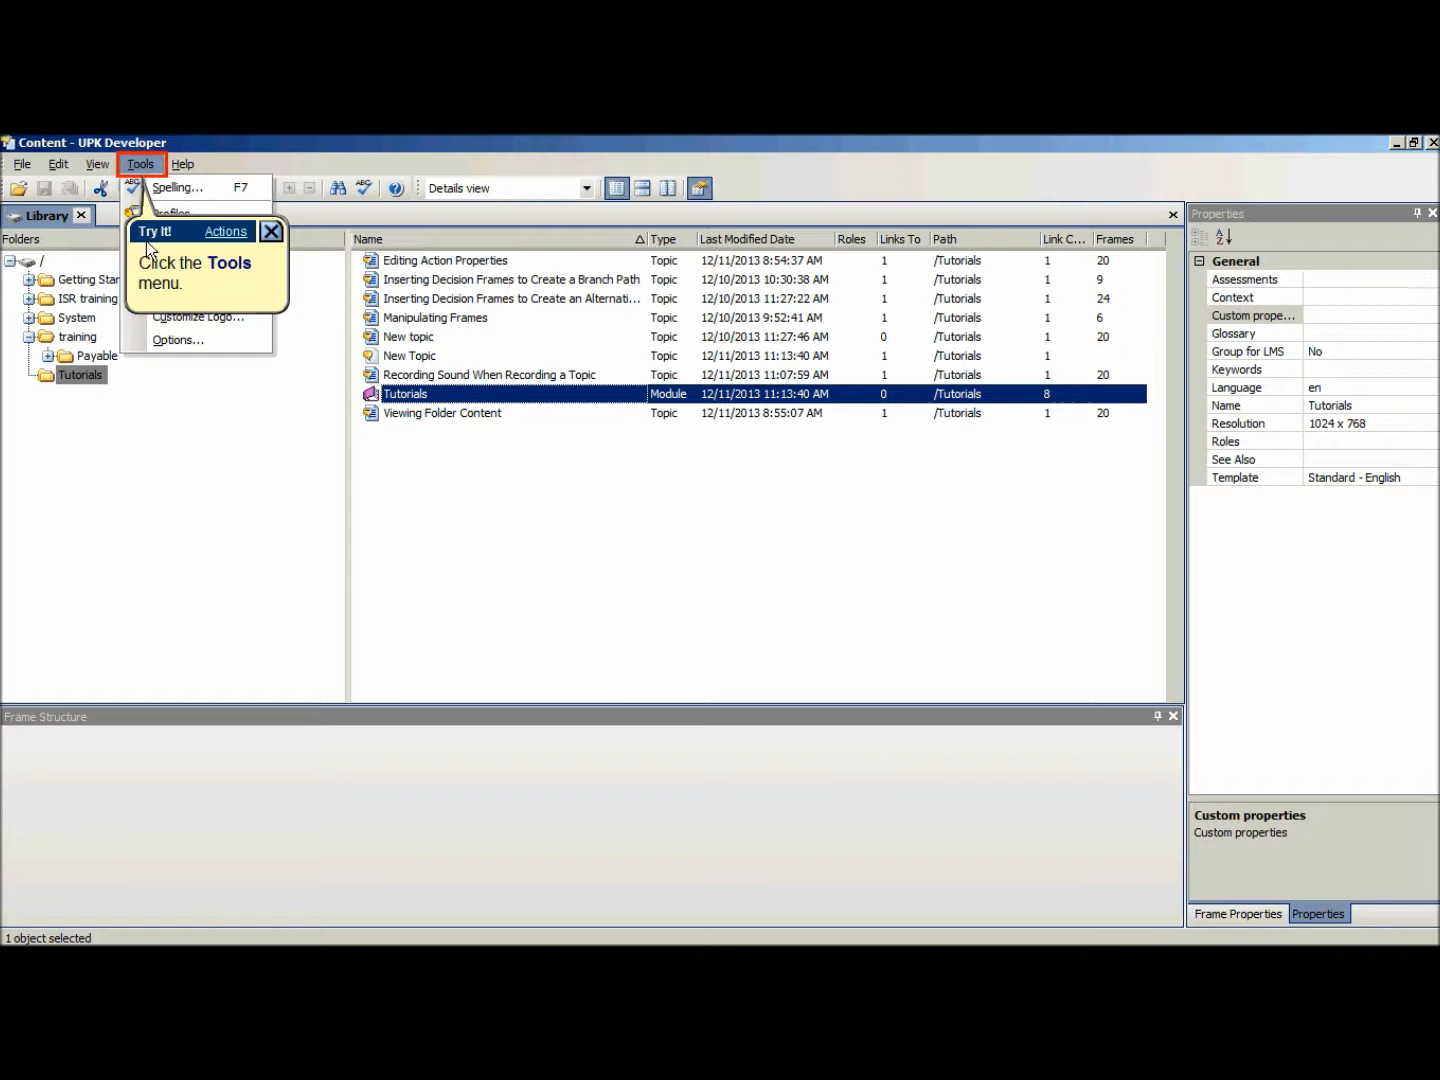 Content - UPK Developer
File Edit View Tools Help
Spelling... F7
Details view
Profiles
Library
Try It! Actions
Click the Tools
menu.
Customize Logo...
Options...
Folders
/
Getting Star
ISR training
System
training
Payable
Tutorials
Name Type Last Modified Date Roles Links To Path Link C... Frames
Editing Action Properties Topic 12/11/2013 8:54:37 AM 1 /Tutorials 1 20
Inserting Decision Frames to Create a Branch Path Topic 12/10/2013 10:30:38 AM 1 /Tutorials 1 9
Inserting Decision Frames to Create an Alternati... Topic 12/10/2013 11:27:22 AM 1 /Tutorials 1 24
Manipulating Frames Topic 12/10/2013 9:52:41 AM 1 /Tutorials 1 6
New topic Topic 12/10/2013 11:27:46 AM 0 /Tutorials 1 20
New Topic Topic 12/11/2013 11:13:40 AM 1 /Tutorials 1
Recording Sound When Recording a Topic Topic 12/11/2013 11:07:59 AM 1 /Tutorials 1 20
Tutorials Module 12/11/2013 11:13:40 AM 0 /Tutorials 8
Viewing Folder Content Topic 12/11/2013 8:55:07 AM 1 /Tutorials 1 20
Properties
General
Assessments
Context
Custom prope...
Glossary
Group for LMS No
Keywords
Language en
Name Tutorials
Resolution 1024 x 768
Roles
See Also
Template Standard - English
Frame Structure
Custom properties
Custom properties
Frame Properties Properties
1 object selected